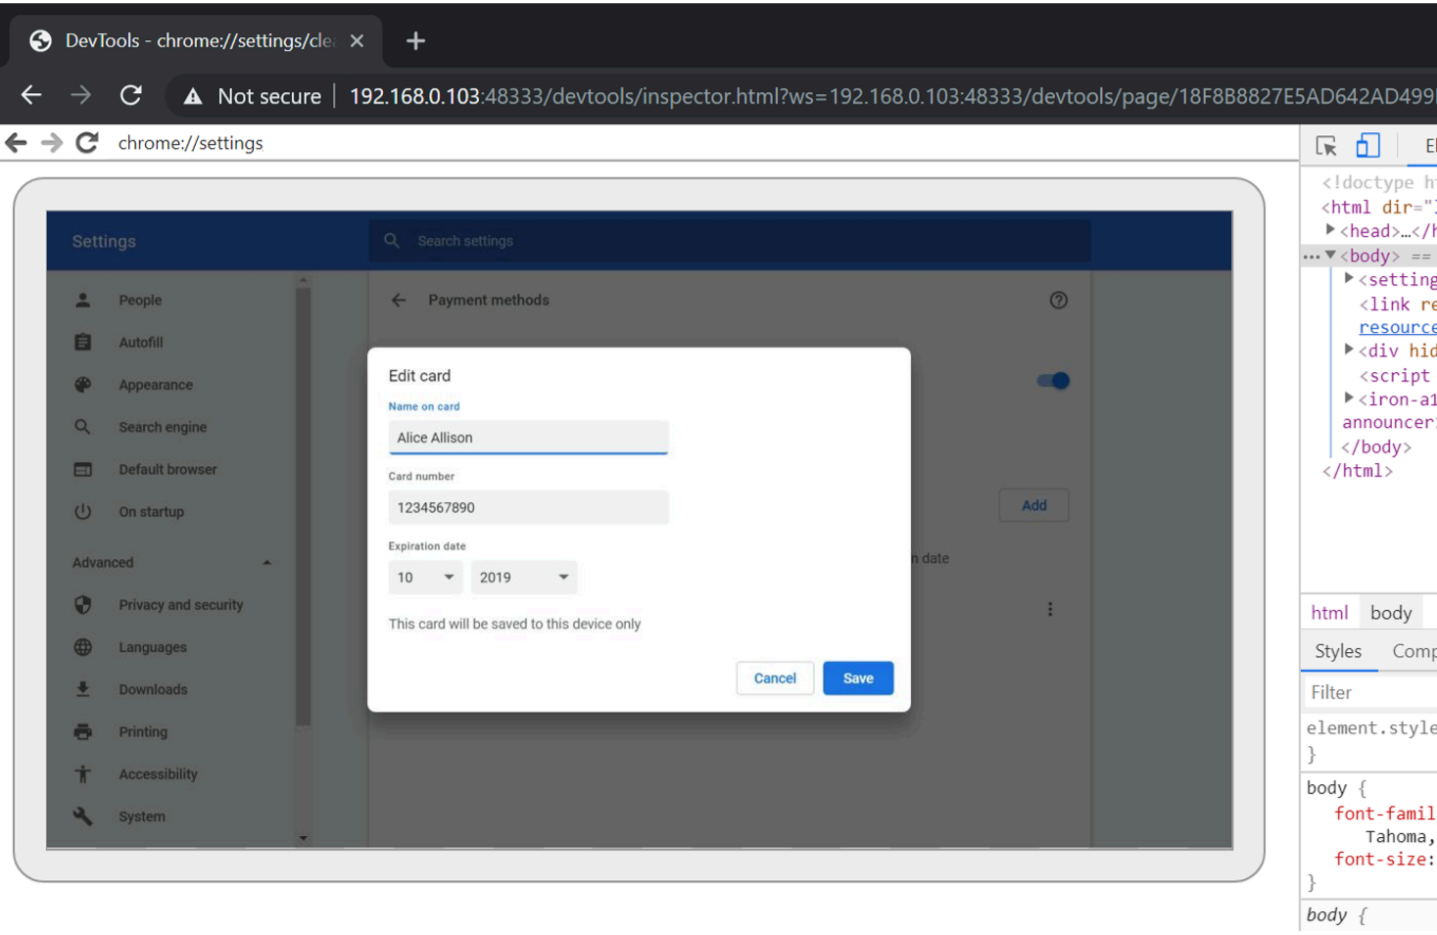 DevTools - chrome://settings/cle
Not secure | 192.168.0.103:48333/devtools/inspector.html?ws=192.168.0.103:48333/devtools/page/18F8B8827E5AD642AD499
chrome://settings
Settings
Search settings
People
Autofill
Appearance
Search engine
Default browser
On startup
Advanced
Privacy and security
Languages
Downloads
Printing
Accessibility
System
Payment methods
Add
n date
Edit card
Name on card
Alice Allison
Card number
1234567890
Expiration date
10 2019
This card will be saved to this device only
Cancel Save
El
<!doctype ht
<html dir="
<head>…</h
<body> ==
<setting
<link re
resource
<div hid
<script
<iron-a1
announcer
</body>
</html>
html body
Styles Comp
Filter
element.style
}
body {
font-famil
Tahoma,
font-size:
}
body {